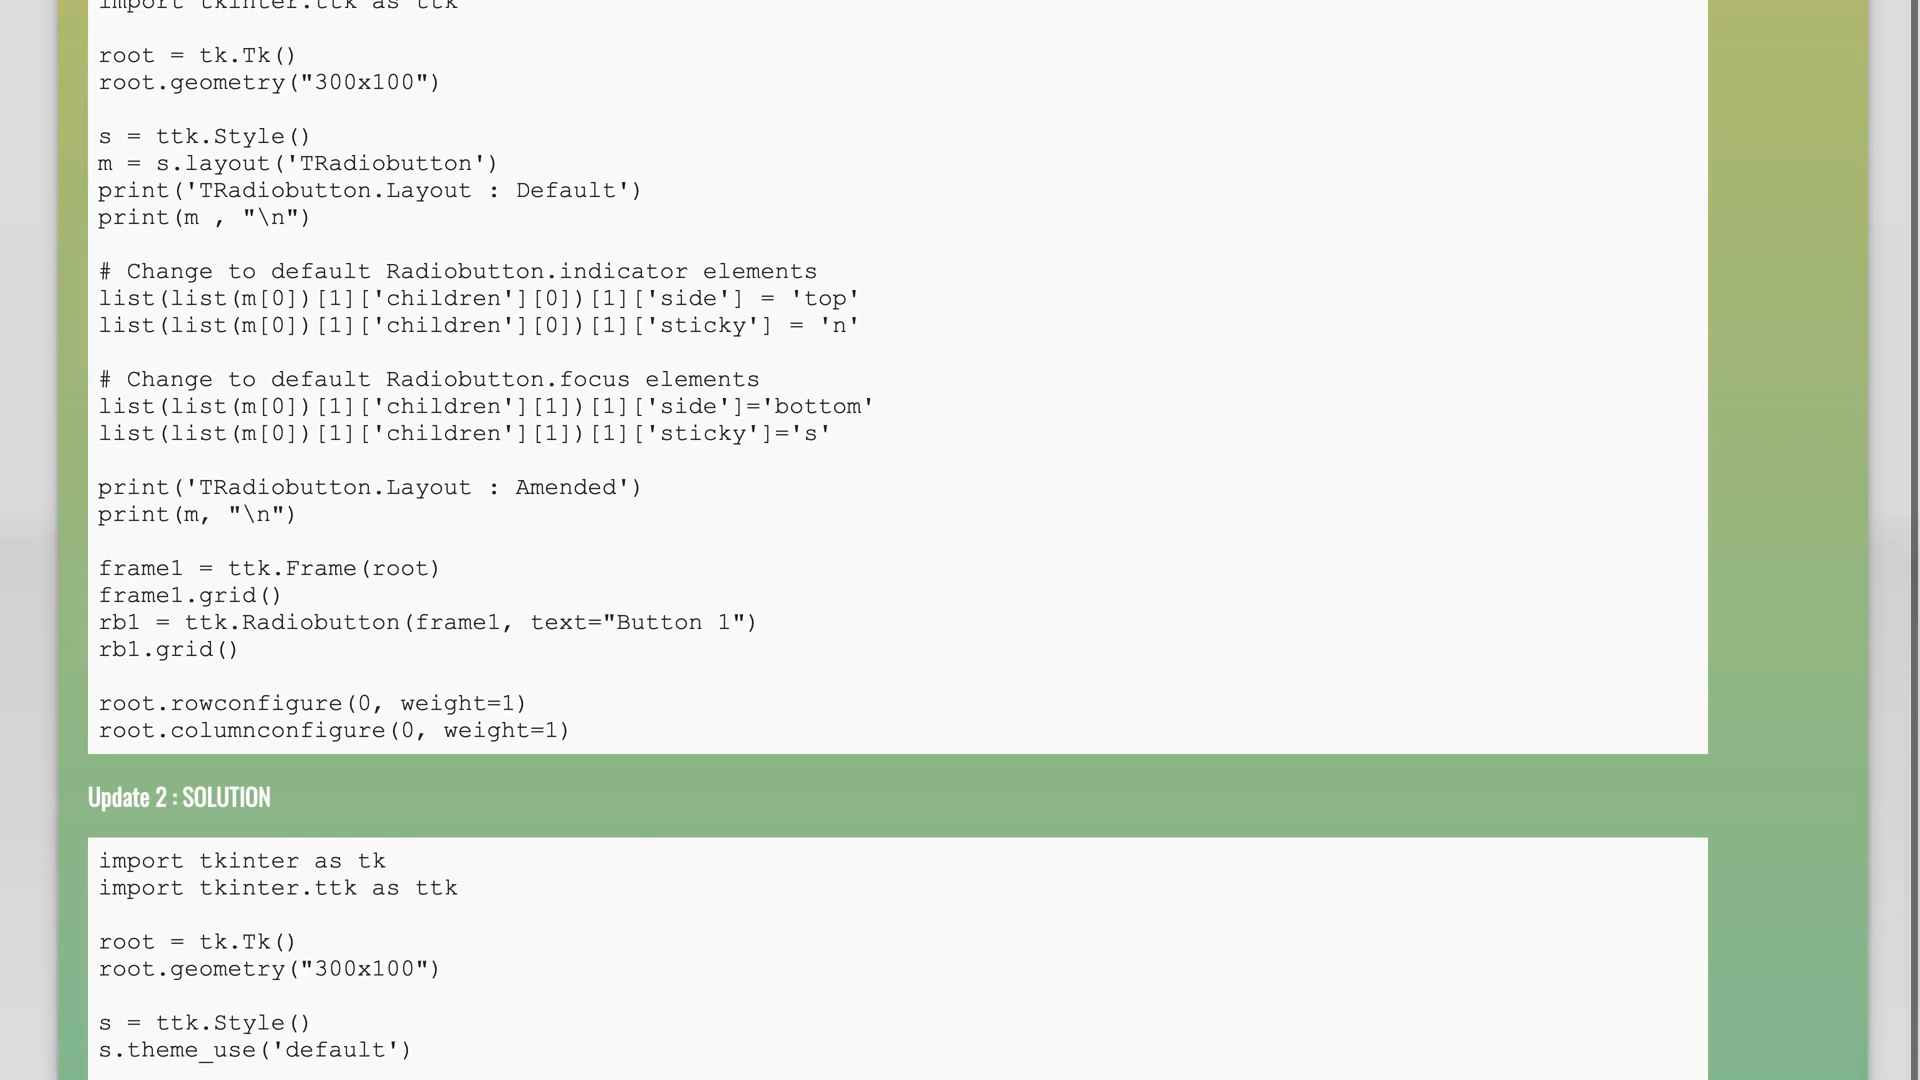 import tkinter.ttk as ttk
root = tk.Tk()
root.geometry("300x100")
s = ttk.Style()
m = s.layout('TRadiobutton')
print('TRadiobutton.Layout : Default')
print(m , "\n")
# Change to default Radiobutton.indicator elements
list(list(m[0])[1]['children'][0])[1]['side'] = 'top'
list(list(m[0])[1]['children'][0])[1]['sticky'] = 'n'
# Change to default Radiobutton.focus elements
list(list(m[0])[1]['children'][1])[1]['side']='bottom'
list(list(m[0])[1]['children'][1])[1]['sticky']='s'
print('TRadiobutton.Layout : Amended')
print(m, "\n")
frame1 = ttk.Frame(root)
frame1.grid()
rb1 = ttk.Radiobutton(frame1, text="Button 1")
rb1.grid()
root.rowconfigure(0, weight=1)
root.columnconfigure(0, weight=1)
Update 2 : SOLUTION
import tkinter as tk
import tkinter.ttk as ttk
root = tk.Tk()
root.geometry("300x100")
s = ttk.Style()
s.theme_use('default')